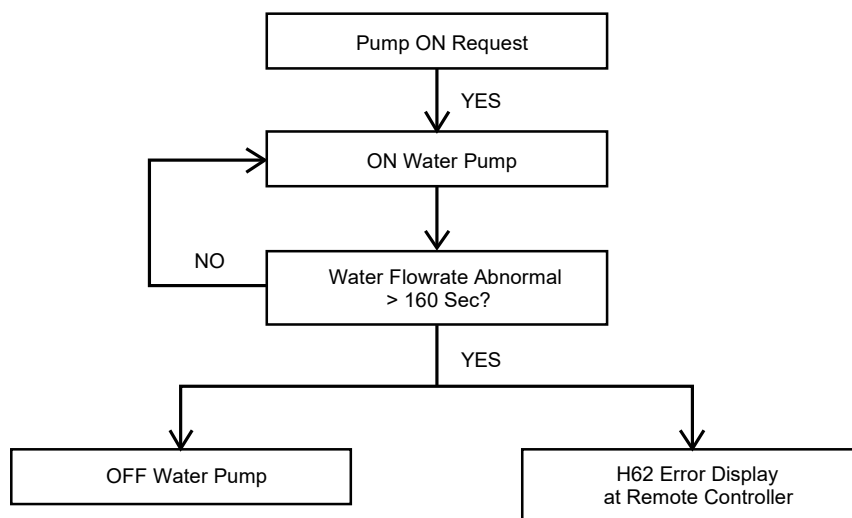 Pump ON Request
YES
ON Water Pump
NO
Water Flowrate Abnormal
> 160 Sec?
YES
OFF Water Pump
H62 Error Display
at Remote Controller